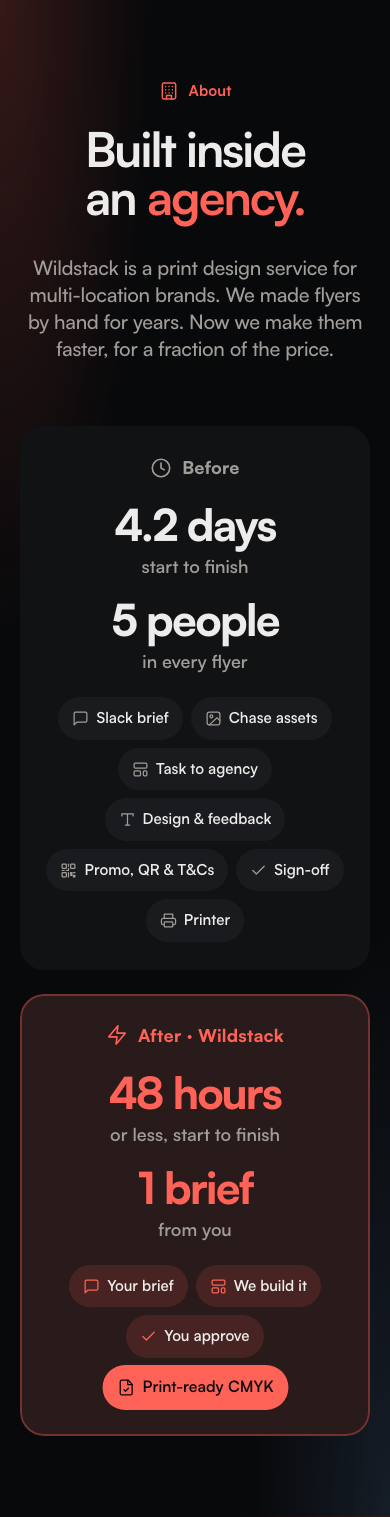 About
Built inside
an agency.
Wildstack is a print design service for
multi-location brands. We made flyers
by hand for years. Now we make them
faster, for a fraction of the price.
Before
4.2 days
start to finish
5 people
in every flyer
Slack brief Chase assets
Task to agency
Design & feedback
Promo, QR & T&Cs Sign-off
Printer
After · Wildstack
48 hours
or less, start to finish
1 brief
from you
Your brief We build it
You approve
Print-ready CMYK